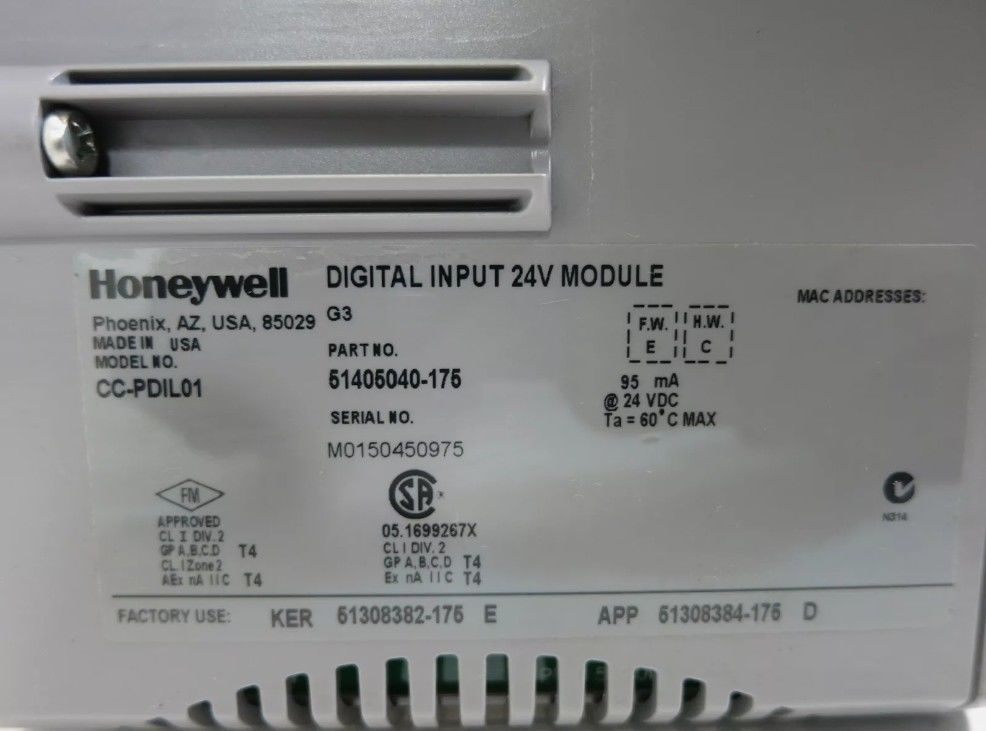 Honeywell
DIGITAL INPUT 24V MODULE
MAC ADDRESSES:
Phoenix, AZ, USA, 85029
G3
F.W.
E
H.W.
C
MADE IN USA
MODEL NO.
CC-PDIL01
PART NO.
51405040-175
95 mA
@ 24 VDC
Ta = 60°C MAX
SERIAL NO.
M0150450975
FM
APPROVED
CL I DIV. 2
GP A,B,C,D T4
CL. I Zone 2
AEx nA IIC T4
SA
05.1699267X
CL I DIV. 2
GP A,B,C,D T4
Ex nA IIC T4
N314
FACTORY USE: KER 51308382-175 E APP 51308384-175 D